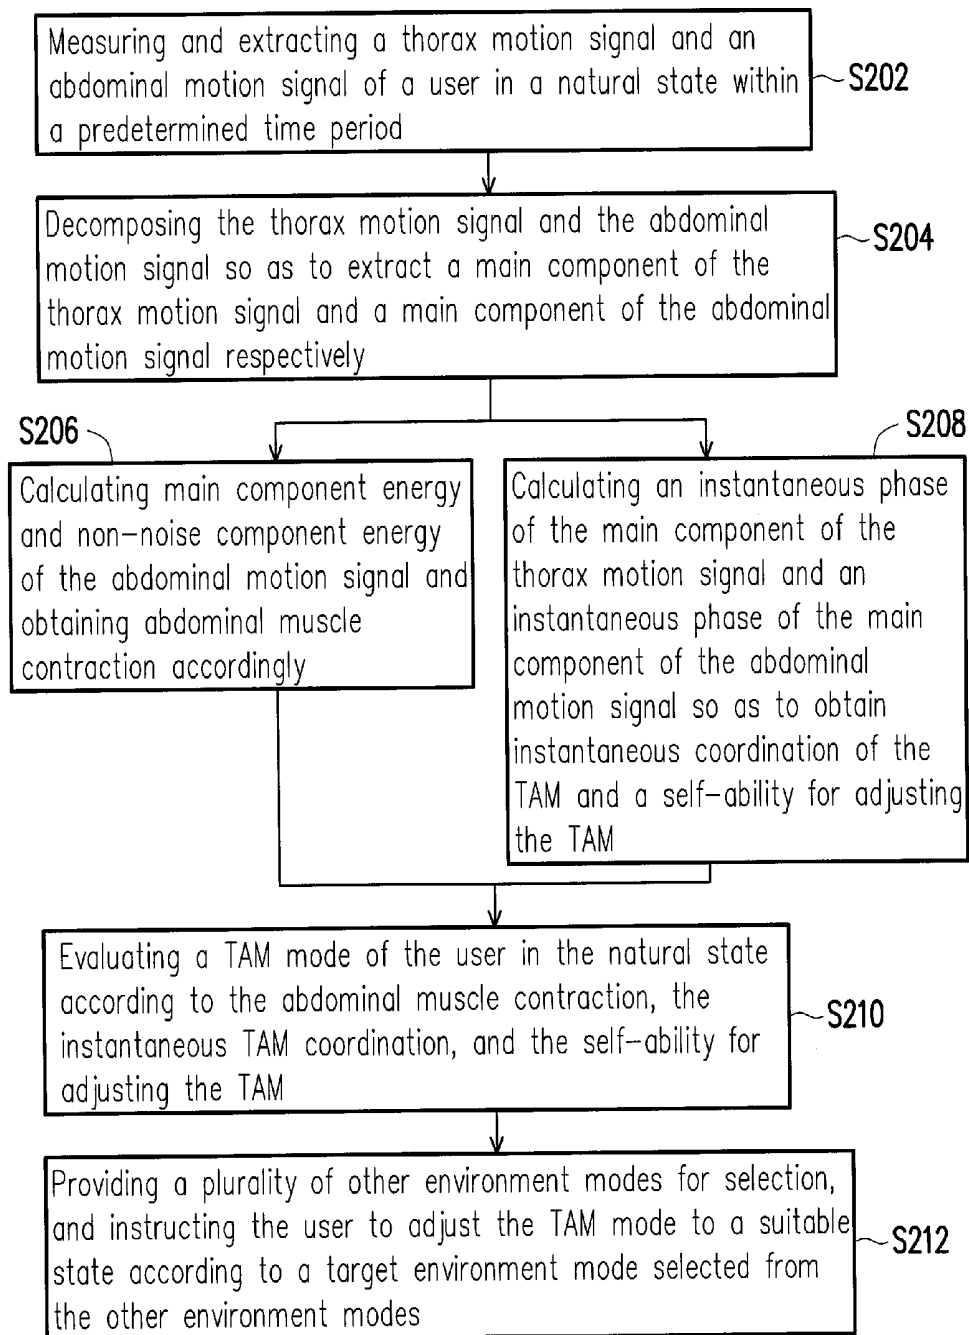 Measuring and extracting a thorax motion signal and an
abdominal motion signal of a user in a natural state within
a predetermined time period
S202
Decomposing the thorax motion signal and the abdominal
motion signal so as to extract a main component of the
thorax motion signal and a main component of the abdominal
motion signal respectively
S204
S206
Calculating main component energy
and non-noise component energy
of the abdominal motion signal and
obtaining abdominal muscle
contraction accordingly
S208
Calculating an instantaneous phase
of the main component of the
thorax motion signal and an
instantaneous phase of the main
component of the abdominal
motion signal so as to obtain
instantaneous coordination of the
TAM and a self-ability for adjusting
the TAM
Evaluating a TAM mode of the user in the natural state
according to the abdominal muscle contraction, the
instantaneous TAM coordination, and the self-ability for
adjusting the TAM
S210
Providing a plurality of other environment modes for selection,
and instructing the user to adjust the TAM mode to a suitable
state according to a target environment mode selected from
the other environment modes
S212